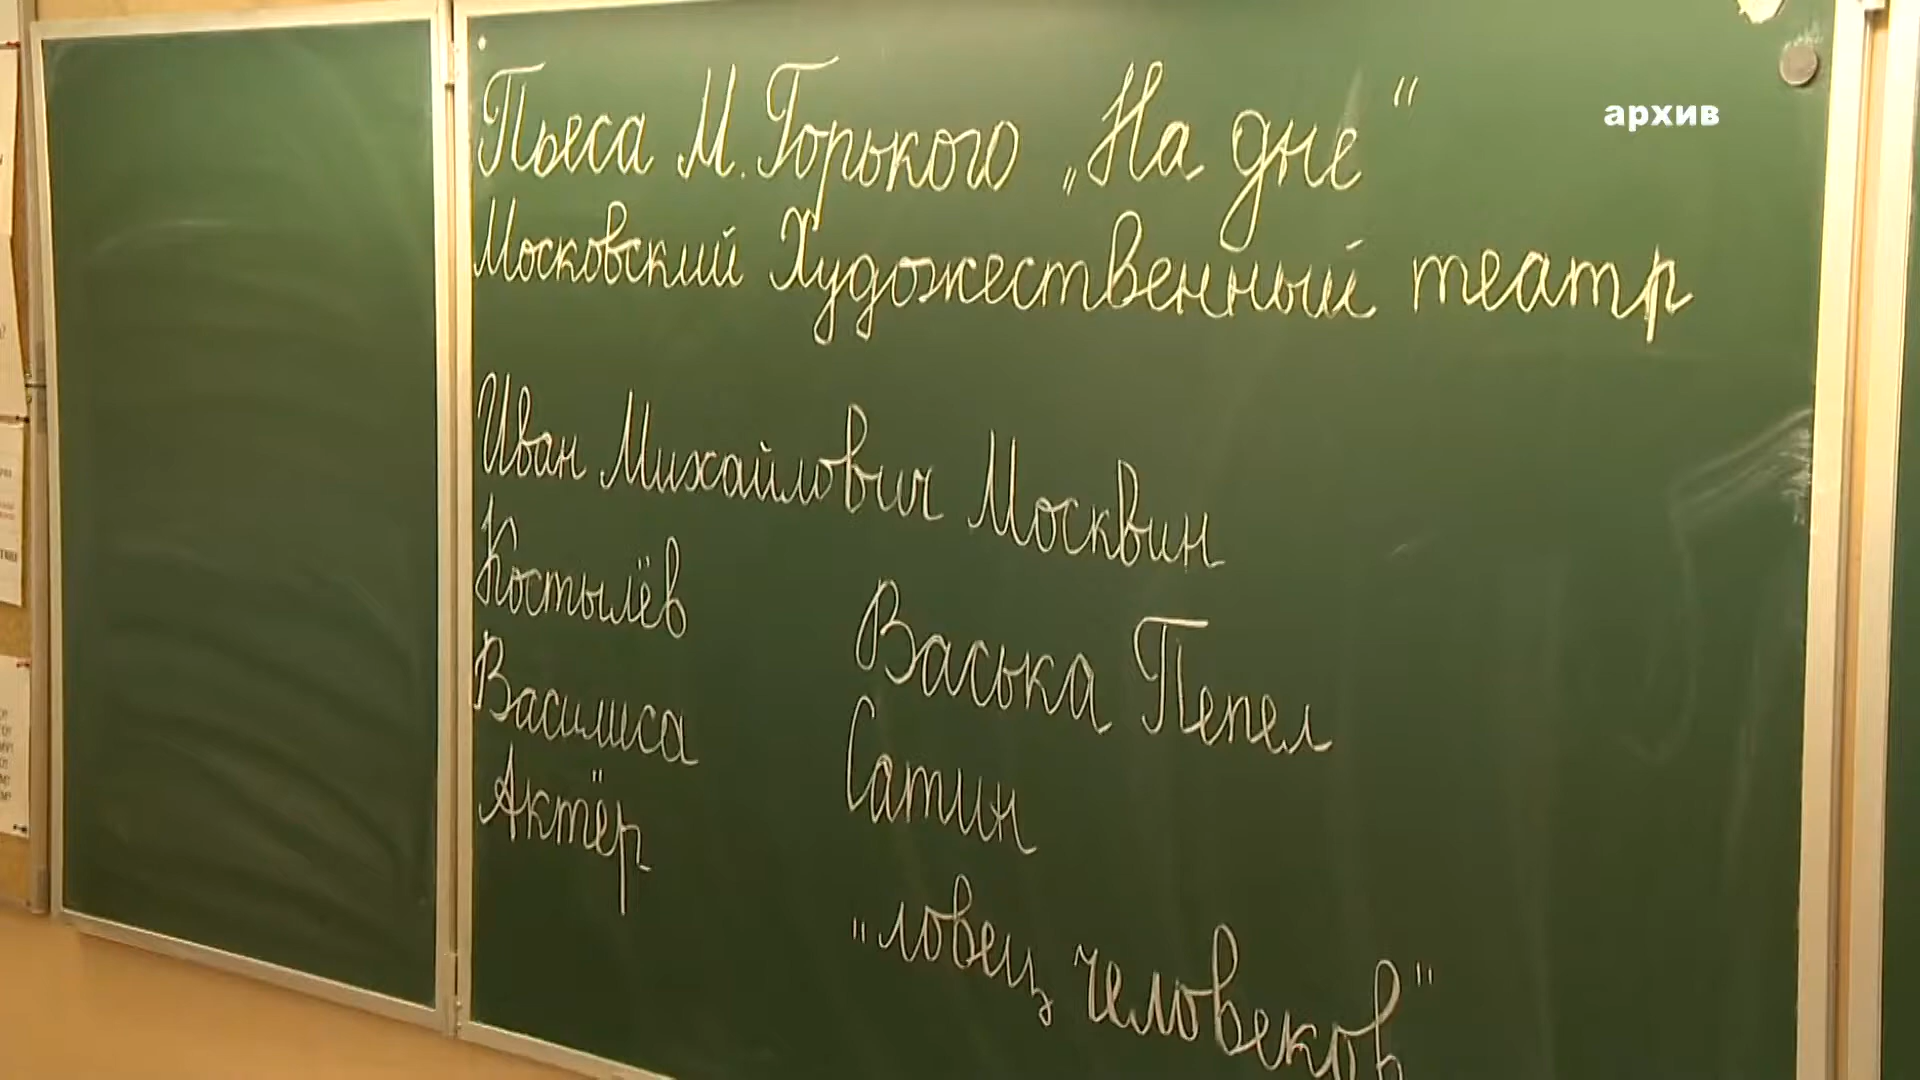 Пьеса М. Горького „На дне“
архив
Московский Художественный театр
Иван Михайлович Москвин
Костылёв
Васька Пепел
Василиса
Сатин
Актёр
„ловец человеков"